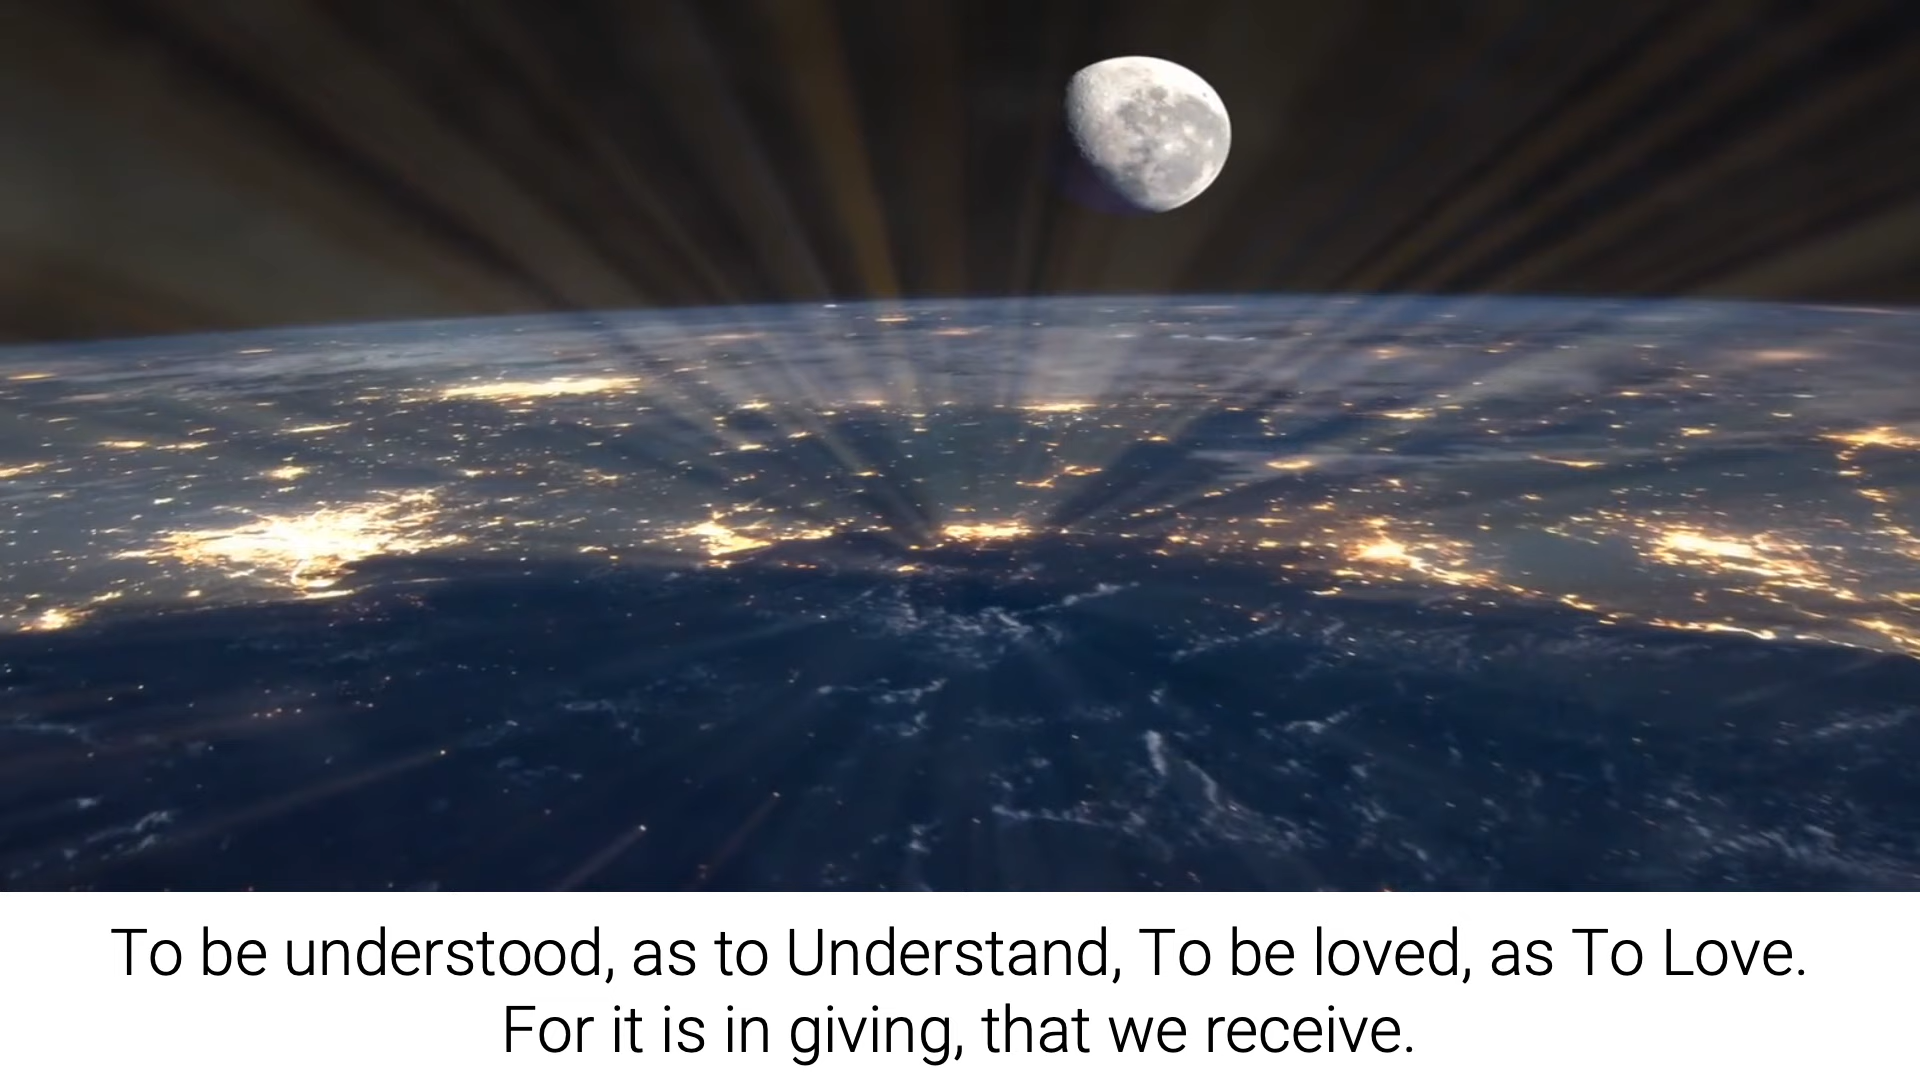 To be understood, as to Understand, To be loved, as To Love.
For it is in giving, that we receive.